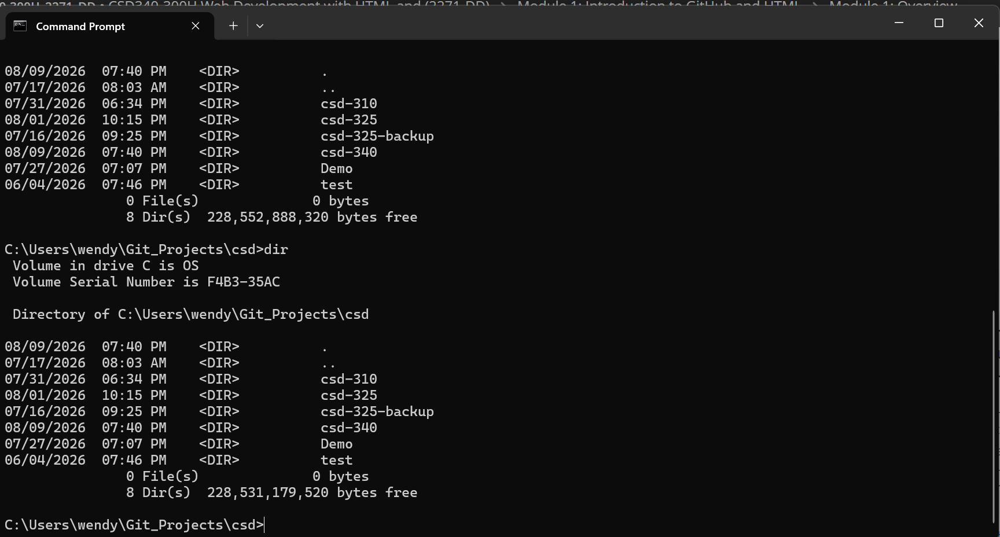 CSD340-300H Web Development with HTML and (2271-DD) > Module 1: Introduction to GitHub and HTML > Module 1: Overview
Command Prompt
08/09/2026  07:40 PM    <DIR>          .
07/17/2026  08:03 AM    <DIR>          ..
07/31/2026  06:34 PM    <DIR>          csd-310
08/01/2026  10:15 PM    <DIR>          csd-325
07/16/2026  09:25 PM    <DIR>          csd-325-backup
08/09/2026  07:40 PM    <DIR>          csd-340
07/27/2026  07:07 PM    <DIR>          Demo
06/04/2026  07:46 PM    <DIR>          test
               0 File(s)              0 bytes
               8 Dir(s)  228,552,888,320 bytes free
C:\Users\wendy\Git_Projects\csd>dir
 Volume in drive C is OS
 Volume Serial Number is F4B3-35AC
 Directory of C:\Users\wendy\Git_Projects\csd
08/09/2026  07:40 PM    <DIR>          .
07/17/2026  08:03 AM    <DIR>          ..
07/31/2026  06:34 PM    <DIR>          csd-310
08/01/2026  10:15 PM    <DIR>          csd-325
07/16/2026  09:25 PM    <DIR>          csd-325-backup
08/09/2026  07:40 PM    <DIR>          csd-340
07/27/2026  07:07 PM    <DIR>          Demo
06/04/2026  07:46 PM    <DIR>          test
               0 File(s)              0 bytes
               8 Dir(s)  228,531,179,520 bytes free
C:\Users\wendy\Git_Projects\csd>